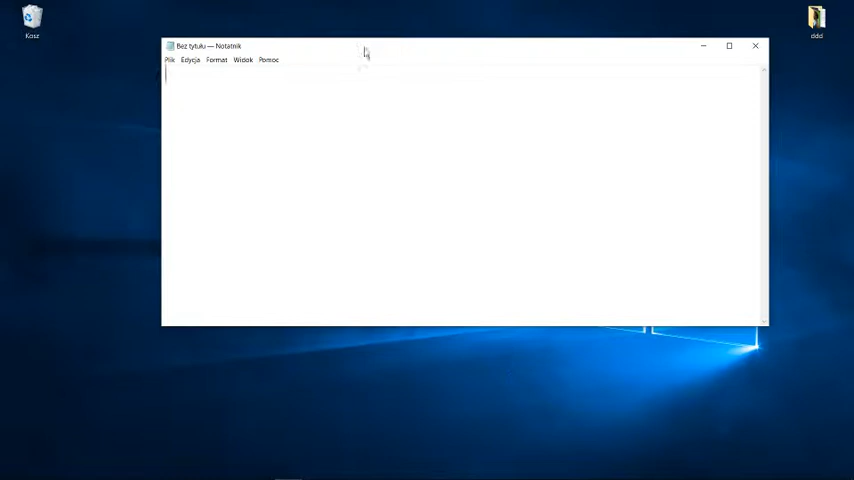 Kosz
ddd
Bez tytułu — Notatnik
Plik Edycja Format Widok Pomoc